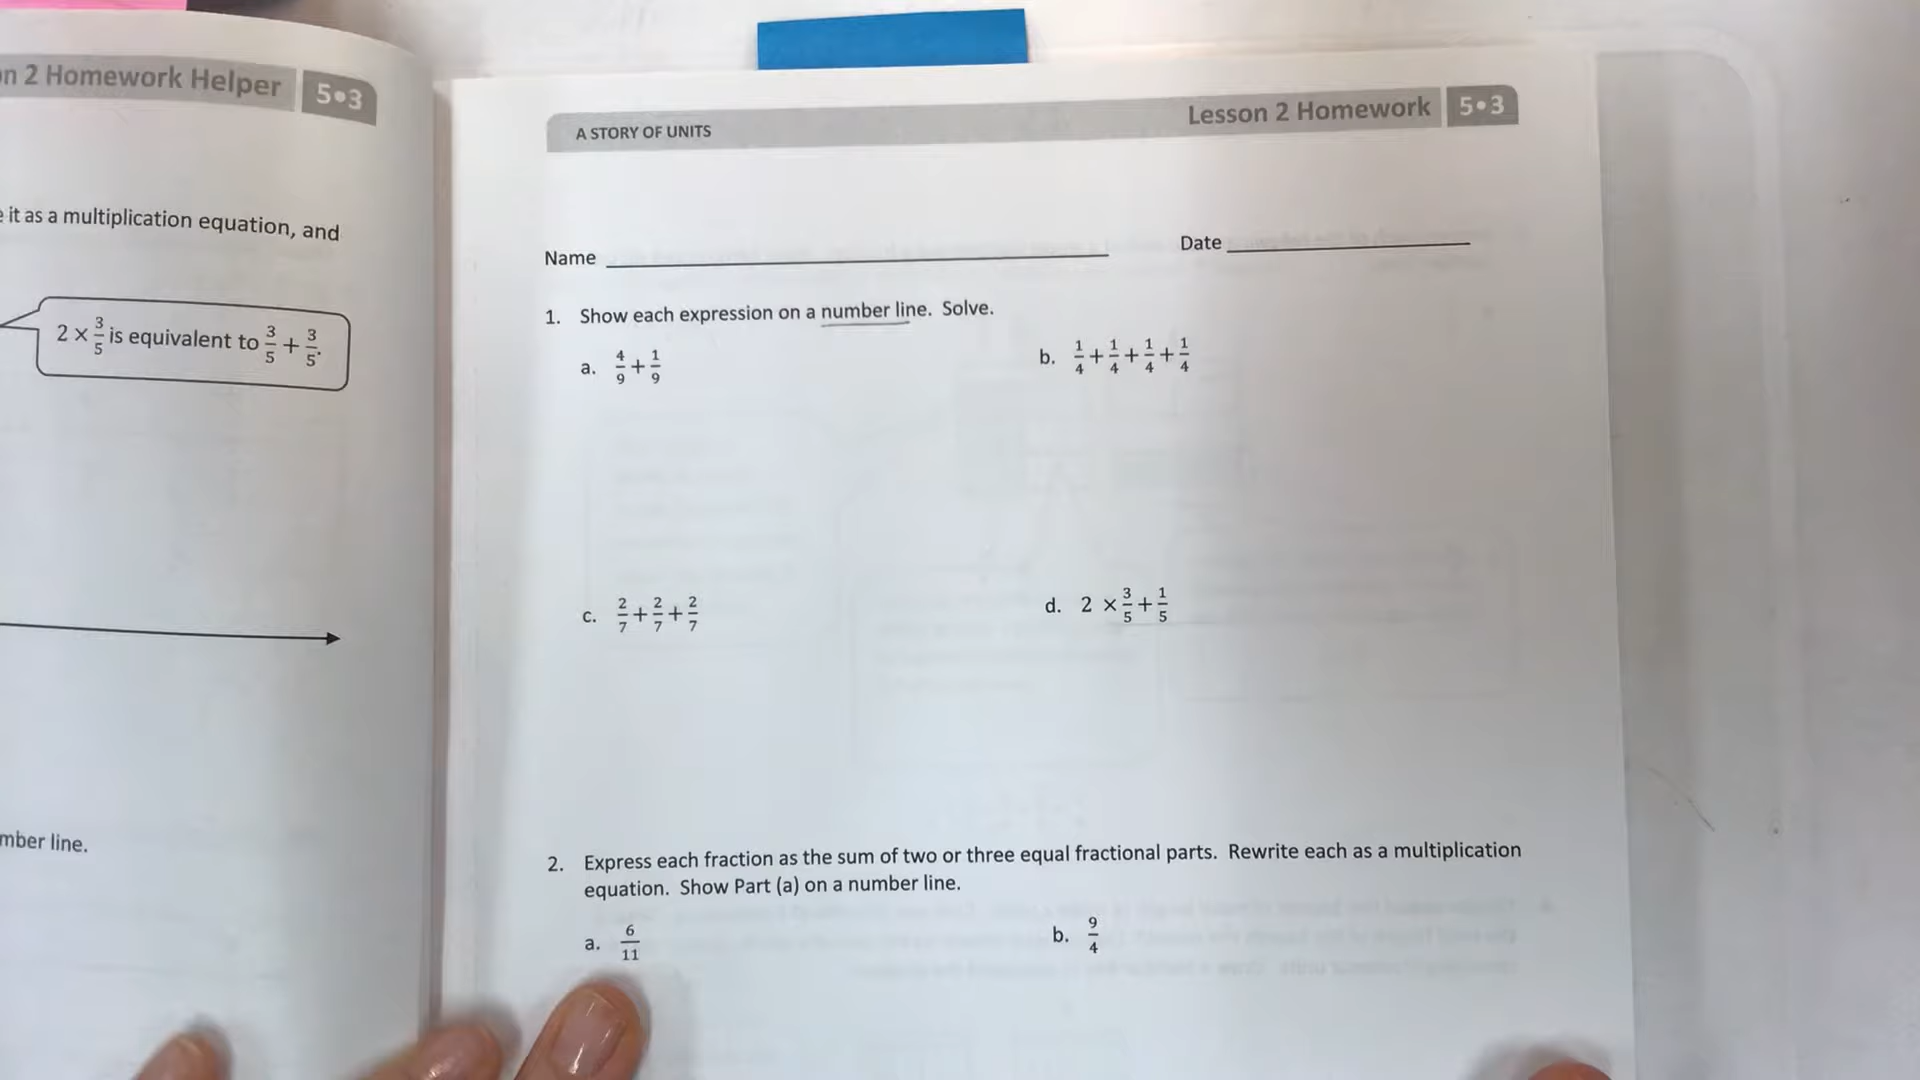 2 Homework Helper 5•3
it as a multiplication equation, and
2 × 3/5 is equivalent to 3/5 + 3/5.
line.
A STORY OF UNITS
Lesson 2 Homework 5•3
Name
Date
1. Show each expression on a number line. Solve.
a. 4/9 + 1/9
b. 1/4 + 1/4 + 1/4 + 1/4
c. 2/7 + 2/7 + 2/7
d. 2 × 3/5 + 1/5
2. Express each fraction as the sum of two or three equal fractional parts. Rewrite each as a multiplication
equation. Show Part (a) on a number line.
a. 6/11
b. 9/4